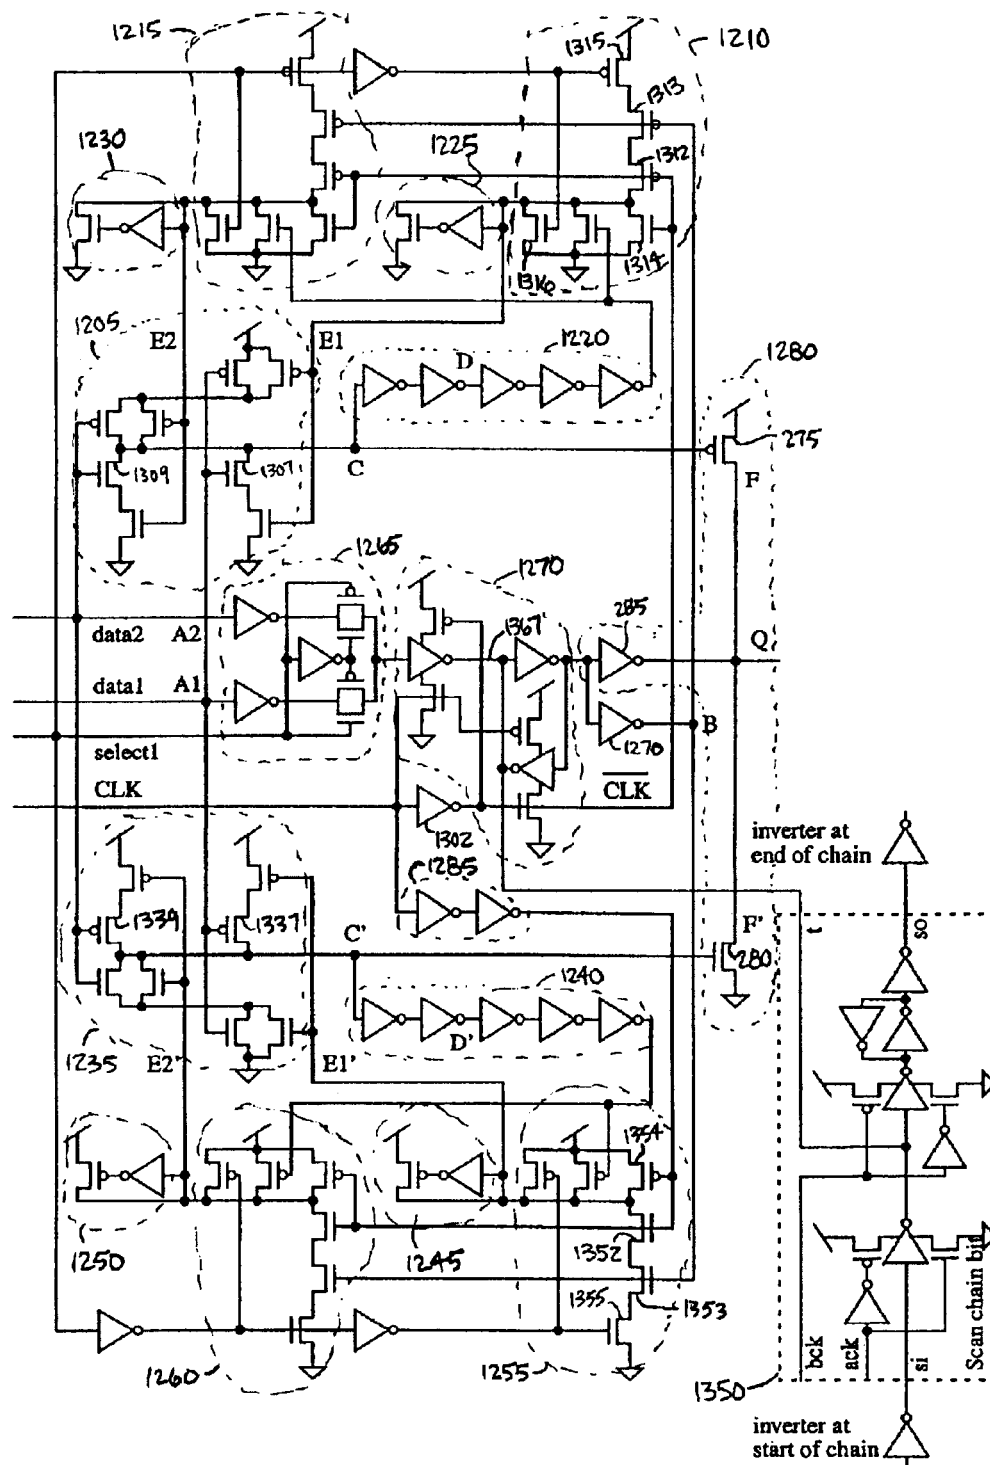 1215
1315
1210
1313
1230
1225
1312
1316
1314
1205
E2
E1
D
1220
1280
275
1309
1307
C
F
1265
1270
1367
285
data2
A2
Q
data1
A1
B
1270
select1
CLK
CLK
1302
inverter at
end of chain
1285
1339
1337
C'
F'
280
t
so
1240
D'
1235
E2'
E1'
1354
1250
1245
1352
1355
1353
1260
1255
bck
ack
si
Scan chain bit
1350
inverter at
start of chain